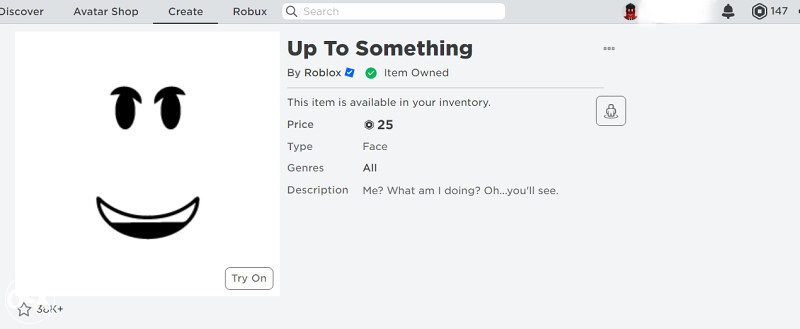 Discover Avatar Shop Create Robux Search 147
Up To Something
By Roblox Item Owned
This item is available in your inventory.
Price 25
Type Face
Genres All
Description Me? What am I doing? Oh...you'll see.
Try On